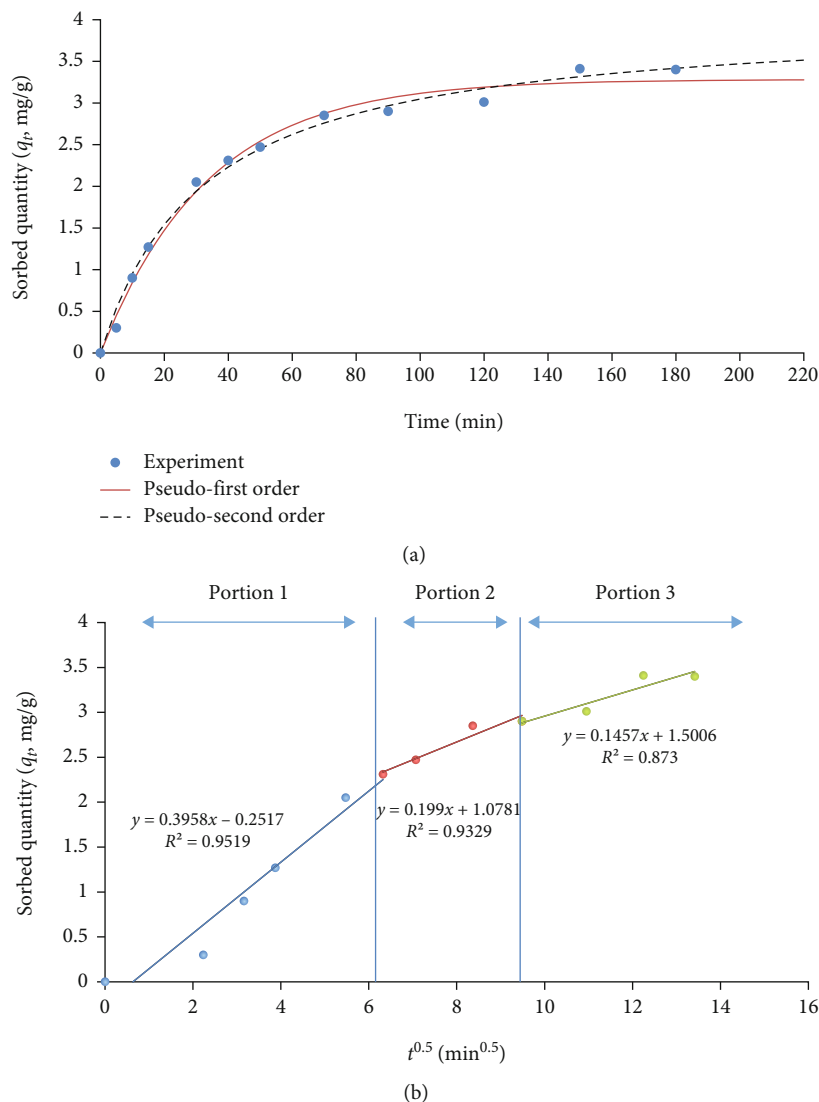 4
3.5
3
2.5
2
1.5
1
0.5
0
Sorbed quantity (qt, mg/g)
0 20 40 60 80 100 120 140 160 180 200 220
Time (min)
Experiment
Pseudo-first order
Pseudo-second order
(a)
Portion 1 Portion 2 Portion 3
4
3.5
3
2.5
2
1.5
1
0.5
0
Sorbed quantity (qt, mg/g)
y = 0.1457x + 1.5006
R² = 0.873
y = 0.3958x – 0.2517
R² = 0.9519
y = 0.199x + 1.0781
R² = 0.9329
0 2 4 6 8 10 12 14 16
t^0.5 (min^0.5)
(b)